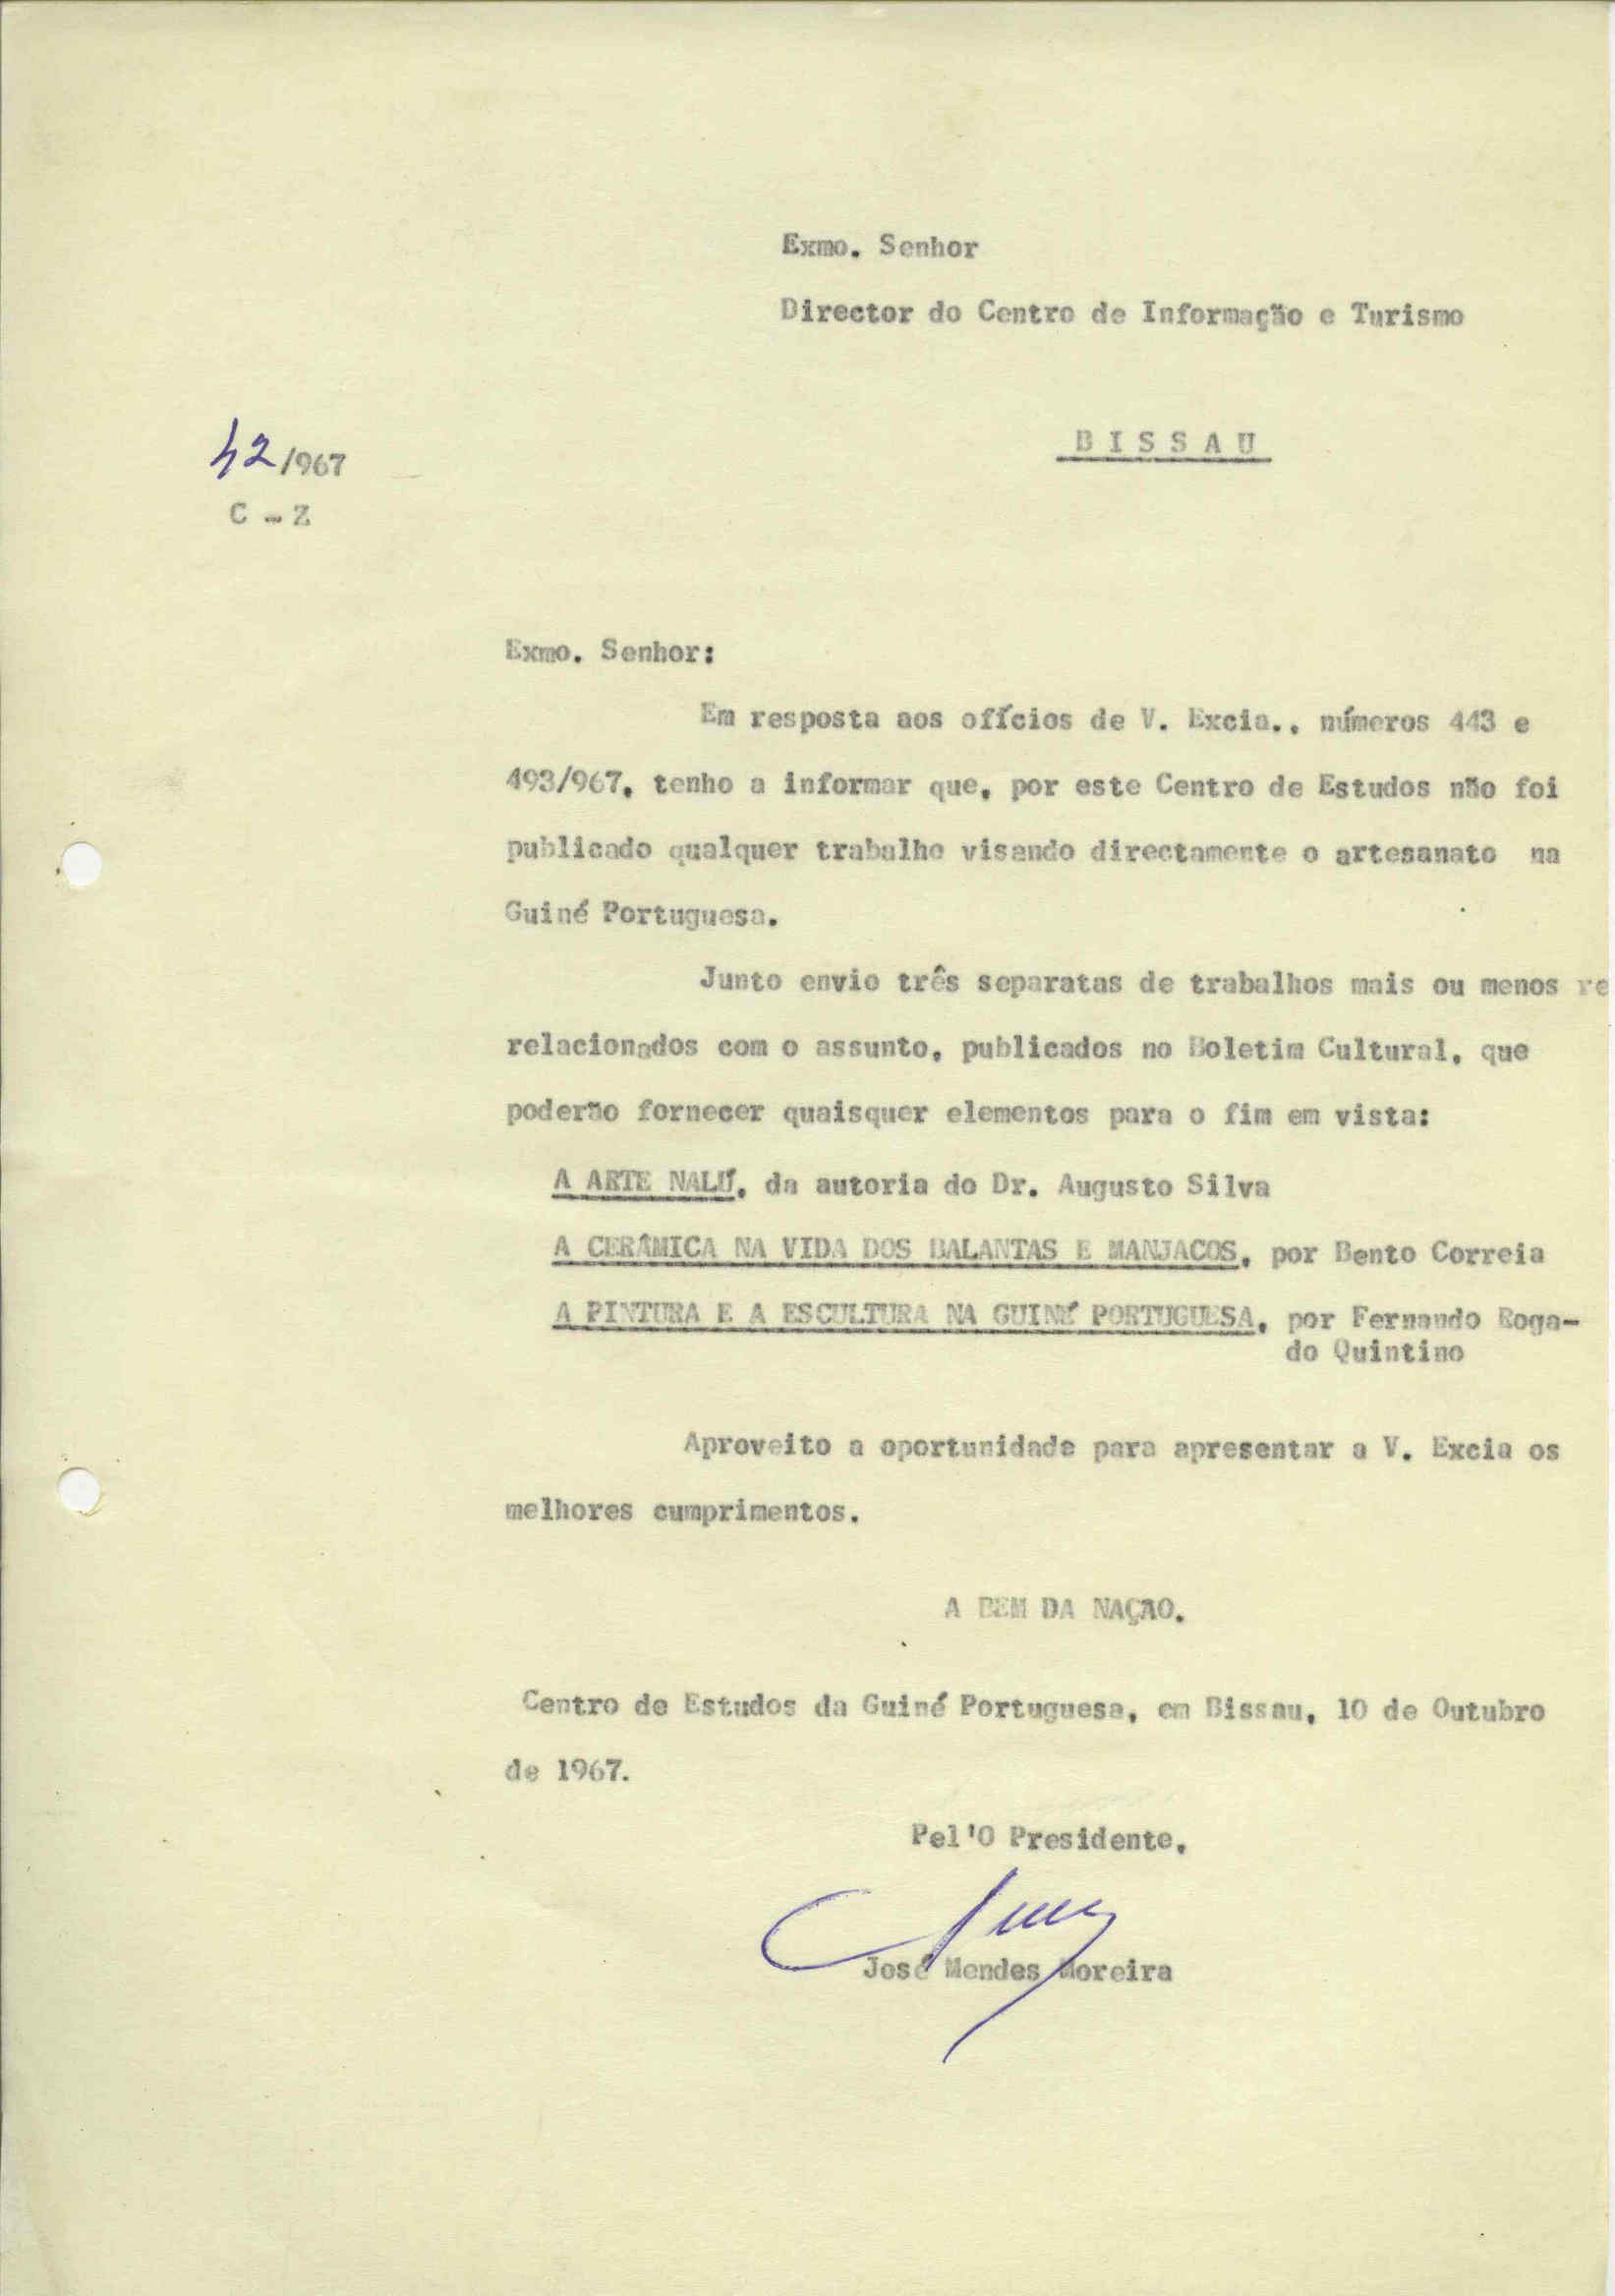 Exmo. Senhor
Director do Centro de Informação e Turismo
B I S S A U
42/967
C - Z
Exmo. Senhor:
Em resposta aos ofícios de V. Excia., números 443 e
493/967, tenho a informar que, por este Centro de Estudos não foi
publicado qualquer trabalho visando directamente o artesanato na
Guiné Portuguesa.
Junto envio três separatas de trabalhos mais ou menos re
relacionados com o assunto, publicados no Boletim Cultural, que
poderão fornecer quaisquer elementos para o fim em vista:
A ARTE NALÚ, da autoria do Dr. Augusto Silva
A CERÂMICA NA VIDA DOS BALANTAS E MANJACOS, por Bento Correia
A PINTURA E A ESCULTURA NA GUINÉ PORTUGUESA, por Fernando Roga-
do Quintino
Aproveito a oportunidade para apresentar a V. Excia os
melhores cumprimentos.
A BEM DA NAÇÃO.
Centro de Estudos da Guiné Portuguesa, em Bissau, 10 de Outubro
de 1967.
Pel'O Presidente,
José Mendes Moreira